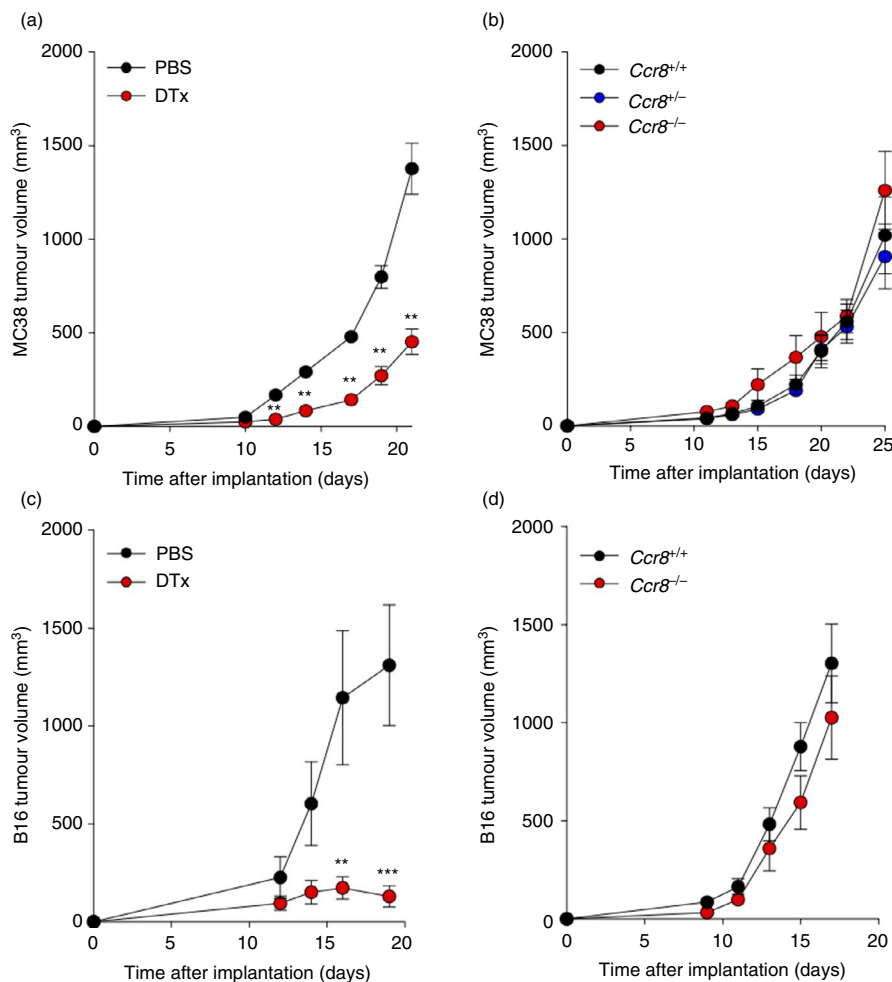 (a)
PBS
DTx
MC38 tumour volume (mm³)
2000
1500
1000
500
0
**
**
**
**
**
0
5
10
15
20
Time after implantation (days)
(b)
Ccr8+/+
Ccr8+/–
Ccr8–/–
MC38 tumour volume (mm³)
2000
1500
1000
500
0
0
5
10
15
20
25
Time after implantation (days)
(c)
PBS
DTx
B16 tumour volume (mm³)
2000
1500
1000
500
0
**
***
0
5
10
15
20
Time after implantation (days)
(d)
Ccr8+/+
Ccr8–/–
B16 tumour volume (mm³)
2000
1500
1000
500
0
0
5
10
15
20
Time after implantation (days)